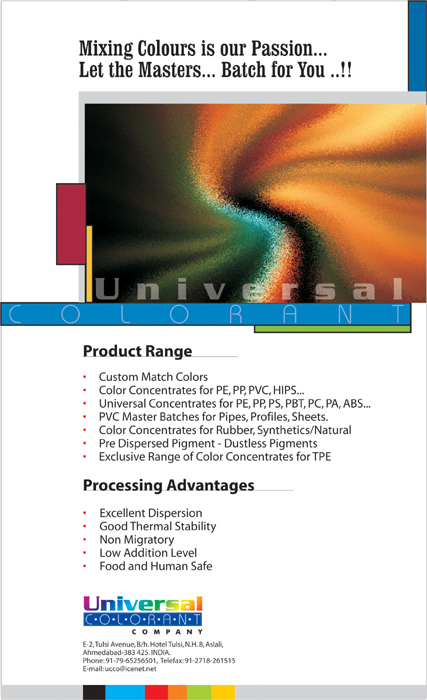 Mixing Colours is our Passion...
Let the Masters... Batch for You ..!!
Universal
COLORANT
Product Range
• Custom Match Colors
• Color Concentrates for PE, PP, PVC, HIPS...
• Universal Concentrates for PE, PP, PS, PBT, PC, PA, ABS...
• PVC Master Batches for Pipes, Profiles, Sheets.
• Color Concentrates for Rubber, Synthetics/Natural
• Pre Dispersed Pigment - Dustless Pigments
• Exclusive Range of Color Concentrates for TPE
Processing Advantages
• Excellent Dispersion
• Good Thermal Stability
• Non Migratory
• Low Addition Level
• Food and Human Safe
Universal
C•O•L•O•R•A•N•T
COMPANY
E-2, Tulsi Avenue, B/h. Hotel Tulsi, N.H. 8, Aslali,
Ahmedabad-383 425. INDIA.
Phone: 91-79-65256501, Telefax: 91-2718-261515
E-mail: ucco@icenet.net